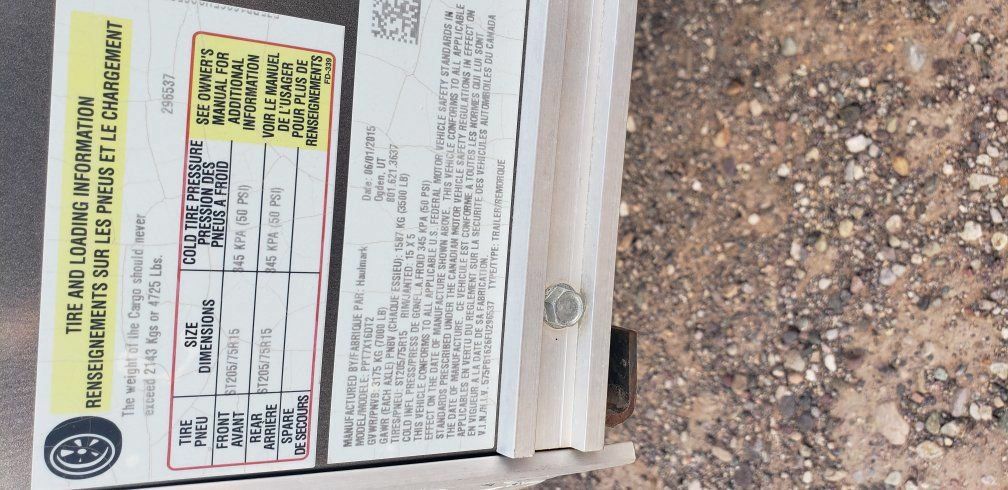 TIRE AND LOADING INFORMATION
RENSEIGNEMENTS SUR LES PNEUS ET LE CHARGEMENT
The weight of the Cargo should never
exceed 2143 Kgs or 4725 Lbs.
296537
TIRE
PNEU
SIZE
DIMENSIONS
COLD TIRE PRESSURE
PRESSION DES
PNEUS A FROID
FRONT
AVANT
ST205/75R15
345 KPA (50 PSI)
REAR
ARRIÈRE
ST205/75R15
345 KPA (50 PSI)
SPARE
DE SECOURS
SEE OWNER'S
MANUAL FOR
ADDITIONAL
INFORMATION
VOIR LE MANUEL
DE L'USAGER
POUR PLUS DE
RENSEIGNEMENTS
FD-339
MANUFACTURED BY/FABRIQUE PAR: Haulmark
Date: 06/01/2015
MODEL/MODELE: PPT7X16DT2
Ogden, UT
GVWR/PNVB: 3175 KG (7000 LB)
801.621.3637
GAWR (EACH AXLE) PNBV (CHAQUE ESSIEU): 1587 KG (3500 LB)
TIRES/PNEU: ST205/75R15 RIM/JANTED: 15 X 5
COLD INFL. PRESS/PRESS DE GONFL-A FROID 345 KPA (50 PSI)
THIS VEHICLE CONFORMS TO ALL APPLICABLE U.S. FEDERAL MOTOR VEHICLE SAFETY STANDARDS IN
EFFECT ON THE DATE OF MANUFACTURE SHOWN ABOVE. THIS VEHICLE CONFORMS TO ALL APPLICABLE
STANDARDS PRESCRIBED UNDER THE CANADIAN MOTOR VEHICLE SAFETY REGULATIONS IN EFFECT ON
THE DATE OF MANUFACTURE. CE VEHICULE EST CONFORME A TOUTES LES NORMES QUI LUI SONT
APPLICABLES EN VERTU DU REGLEMENT SUR LA SECURITE DES VEHICULES AUTOMOBILES DU CANADA
EN VIGUEUR A LA DATE DE SA FABRICATION.
V.I.N./N.I.V. 575PB1626FU296537 TYPE/TYPE: TRAILER/REMORQUE